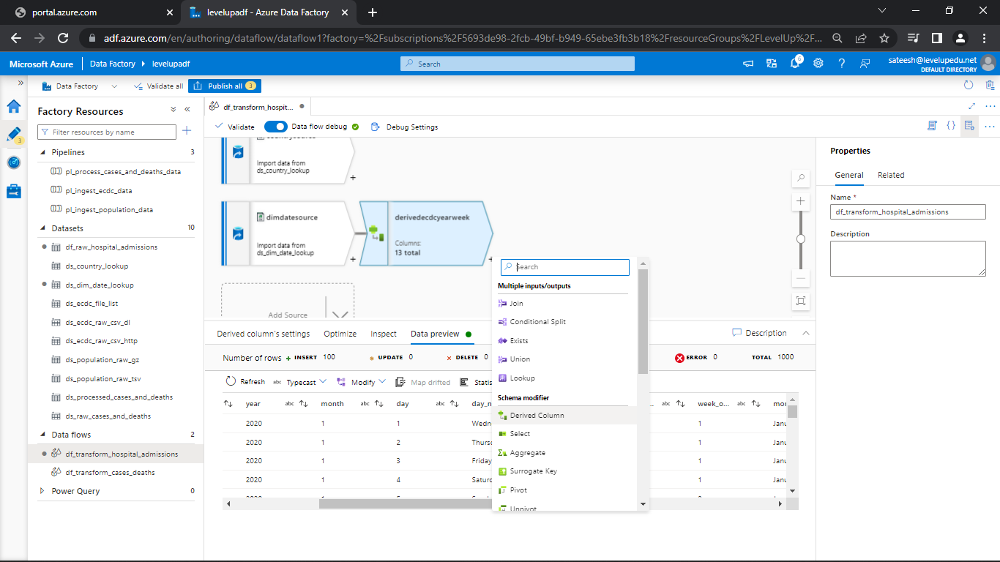 portal.azure.com
levelupadf - Azure Data Factory
adf.azure.com/en/authoring/dataflow/dataflow1?factory=%2Fsubscriptions%2F5693de98-2fcb-49bf-b949-65ebe3fb3b18%2FresourceGroups%2FLevelUp%2F...
Microsoft Azure
Data Factory
levelupadf
Search
6
sateesh@levelupedu.net
DEFAULT DIRECTORY
Data Factory
Validate all
Publish all 3
3
Factory Resources
Filter resources by name
Pipelines 3
pl_process_cases_and_deaths_data
pl_ingest_ecdc_data
pl_ingest_population_data
Datasets 10
df_raw_hospital_admissions
ds_country_lookup
ds_dim_date_lookup
ds_ecdc_file_list
ds_ecdc_raw_csv_dl
ds_ecdc_raw_csv_http
ds_population_raw_gz
ds_population_raw_tsv
ds_processed_cases_and_deaths
ds_raw_cases_and_deaths
Data flows 2
df_transform_hospital_admissions
df_transform_cases_deaths
Power Query 0
df_transform_hospit...
Validate
Data flow debug
Debug Settings
countrysource
Import data from
ds_country_lookup
dimdatesource
Import data from
ds_dim_date_lookup
derivedecdcyearweek
Columns:
13 total
Add Source
Search
Multiple inputs/outputs
Join
Conditional Split
Exists
Union
Lookup
Schema modifier
Derived Column
Select
Aggregate
Surrogate Key
Pivot
Unpivot
Derived column's settings
Optimize
Inspect
Data preview
Description
Number of rows
INSERT 100
UPDATE 0
DELETE 0
ERROR 0
TOTAL 1000
Refresh
abc Typecast
Modify
Map drifted
Statis
year abc month abc day abc day_n abc week_o... abc mon
2020 1 1 Wedn 1 Janu
2020 1 2 Thurs 1 Janu
2020 1 3 Friday 1 Janu
2020 1 4 Saturd 1 Janu
Properties
General
Related
Name *
df_transform_hospital_admissions
Description